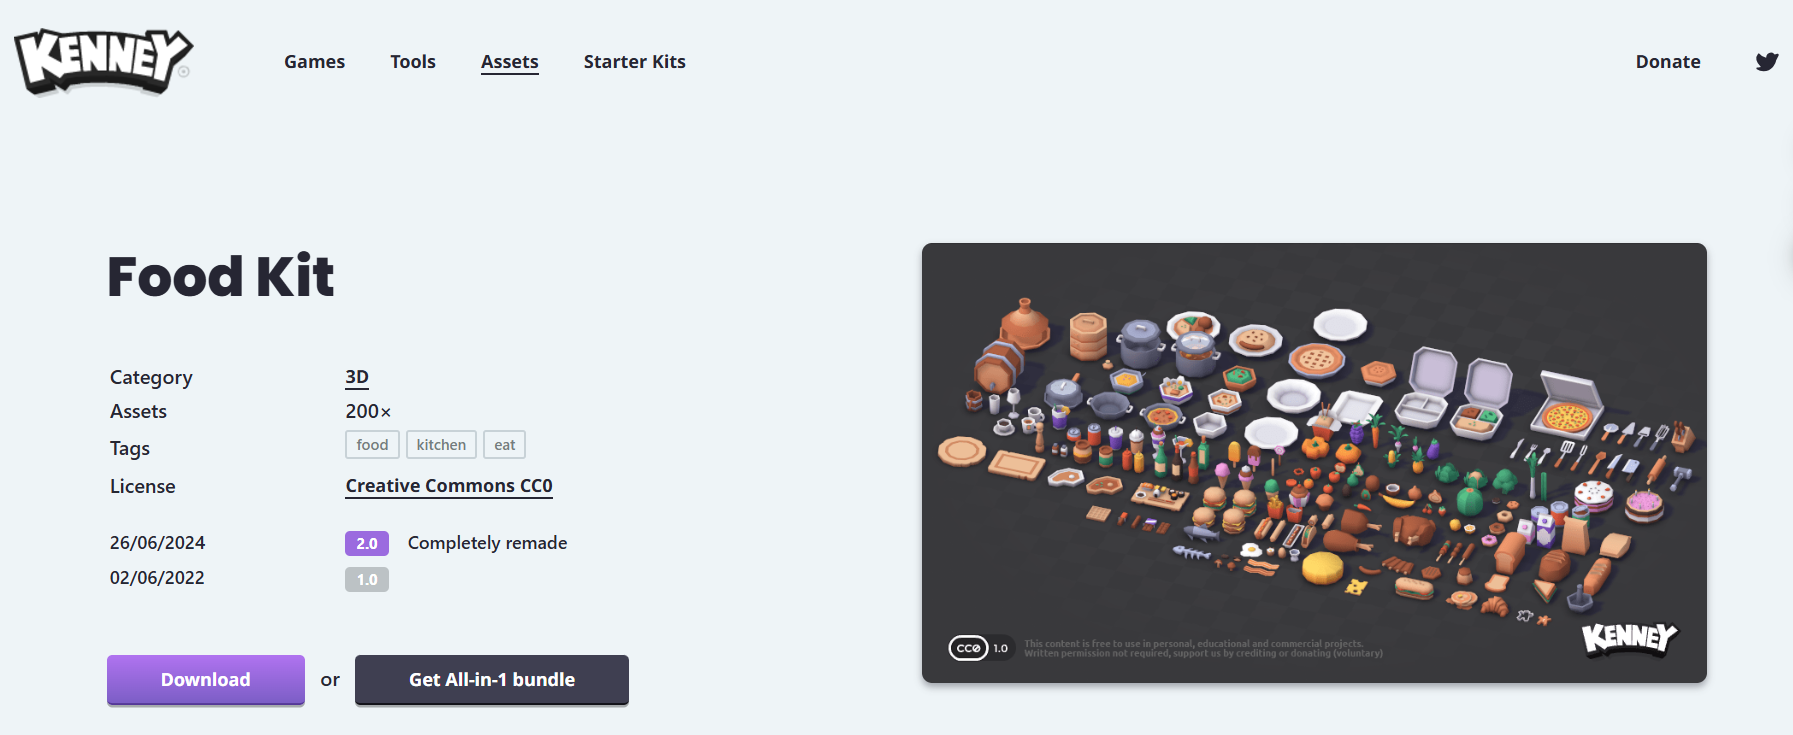 KENNEY
Games Tools Assets Starter Kits
Donate
Food Kit
Category 3D
Assets 200×
Tags food kitchen eat
License Creative Commons CC0
26/06/2024 2.0 Completely remade
02/06/2022 1.0
Download or Get All-in-1 bundle
CC0 1.0
This content is free to use in personal, educational and commercial projects.
Written permission not required, support us by crediting or donating (voluntary)
KENNEY